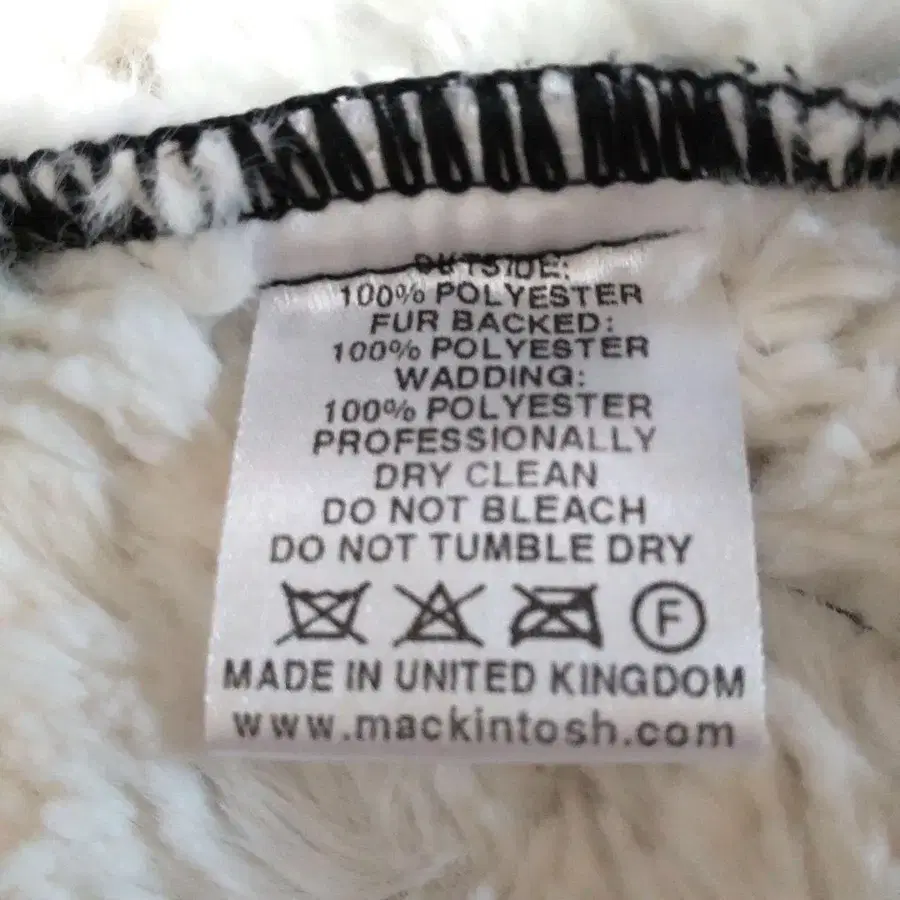 OUTSIDE:
100% POLYESTER
FUR BACKED:
100% POLYESTER
WADDING:
100% POLYESTER
PROFESSIONALLY
DRY CLEAN
DO NOT BLEACH
DO NOT TUMBLE DRY
F
MADE IN UNITED KINGDOM
www.mackintosh.com